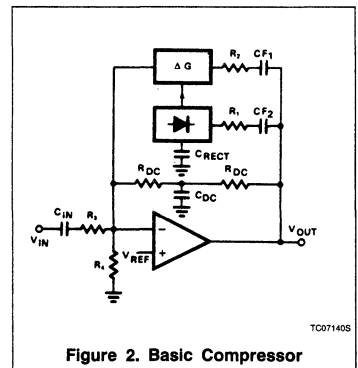 ΔG
R₂
CF₁
R₁
CF₂
CRECT
RDC
RDC
CDC
CIN
R₃
VIN
R₄
VREF
−
+
VOUT
TC07140S
Figure 2. Basic Compressor